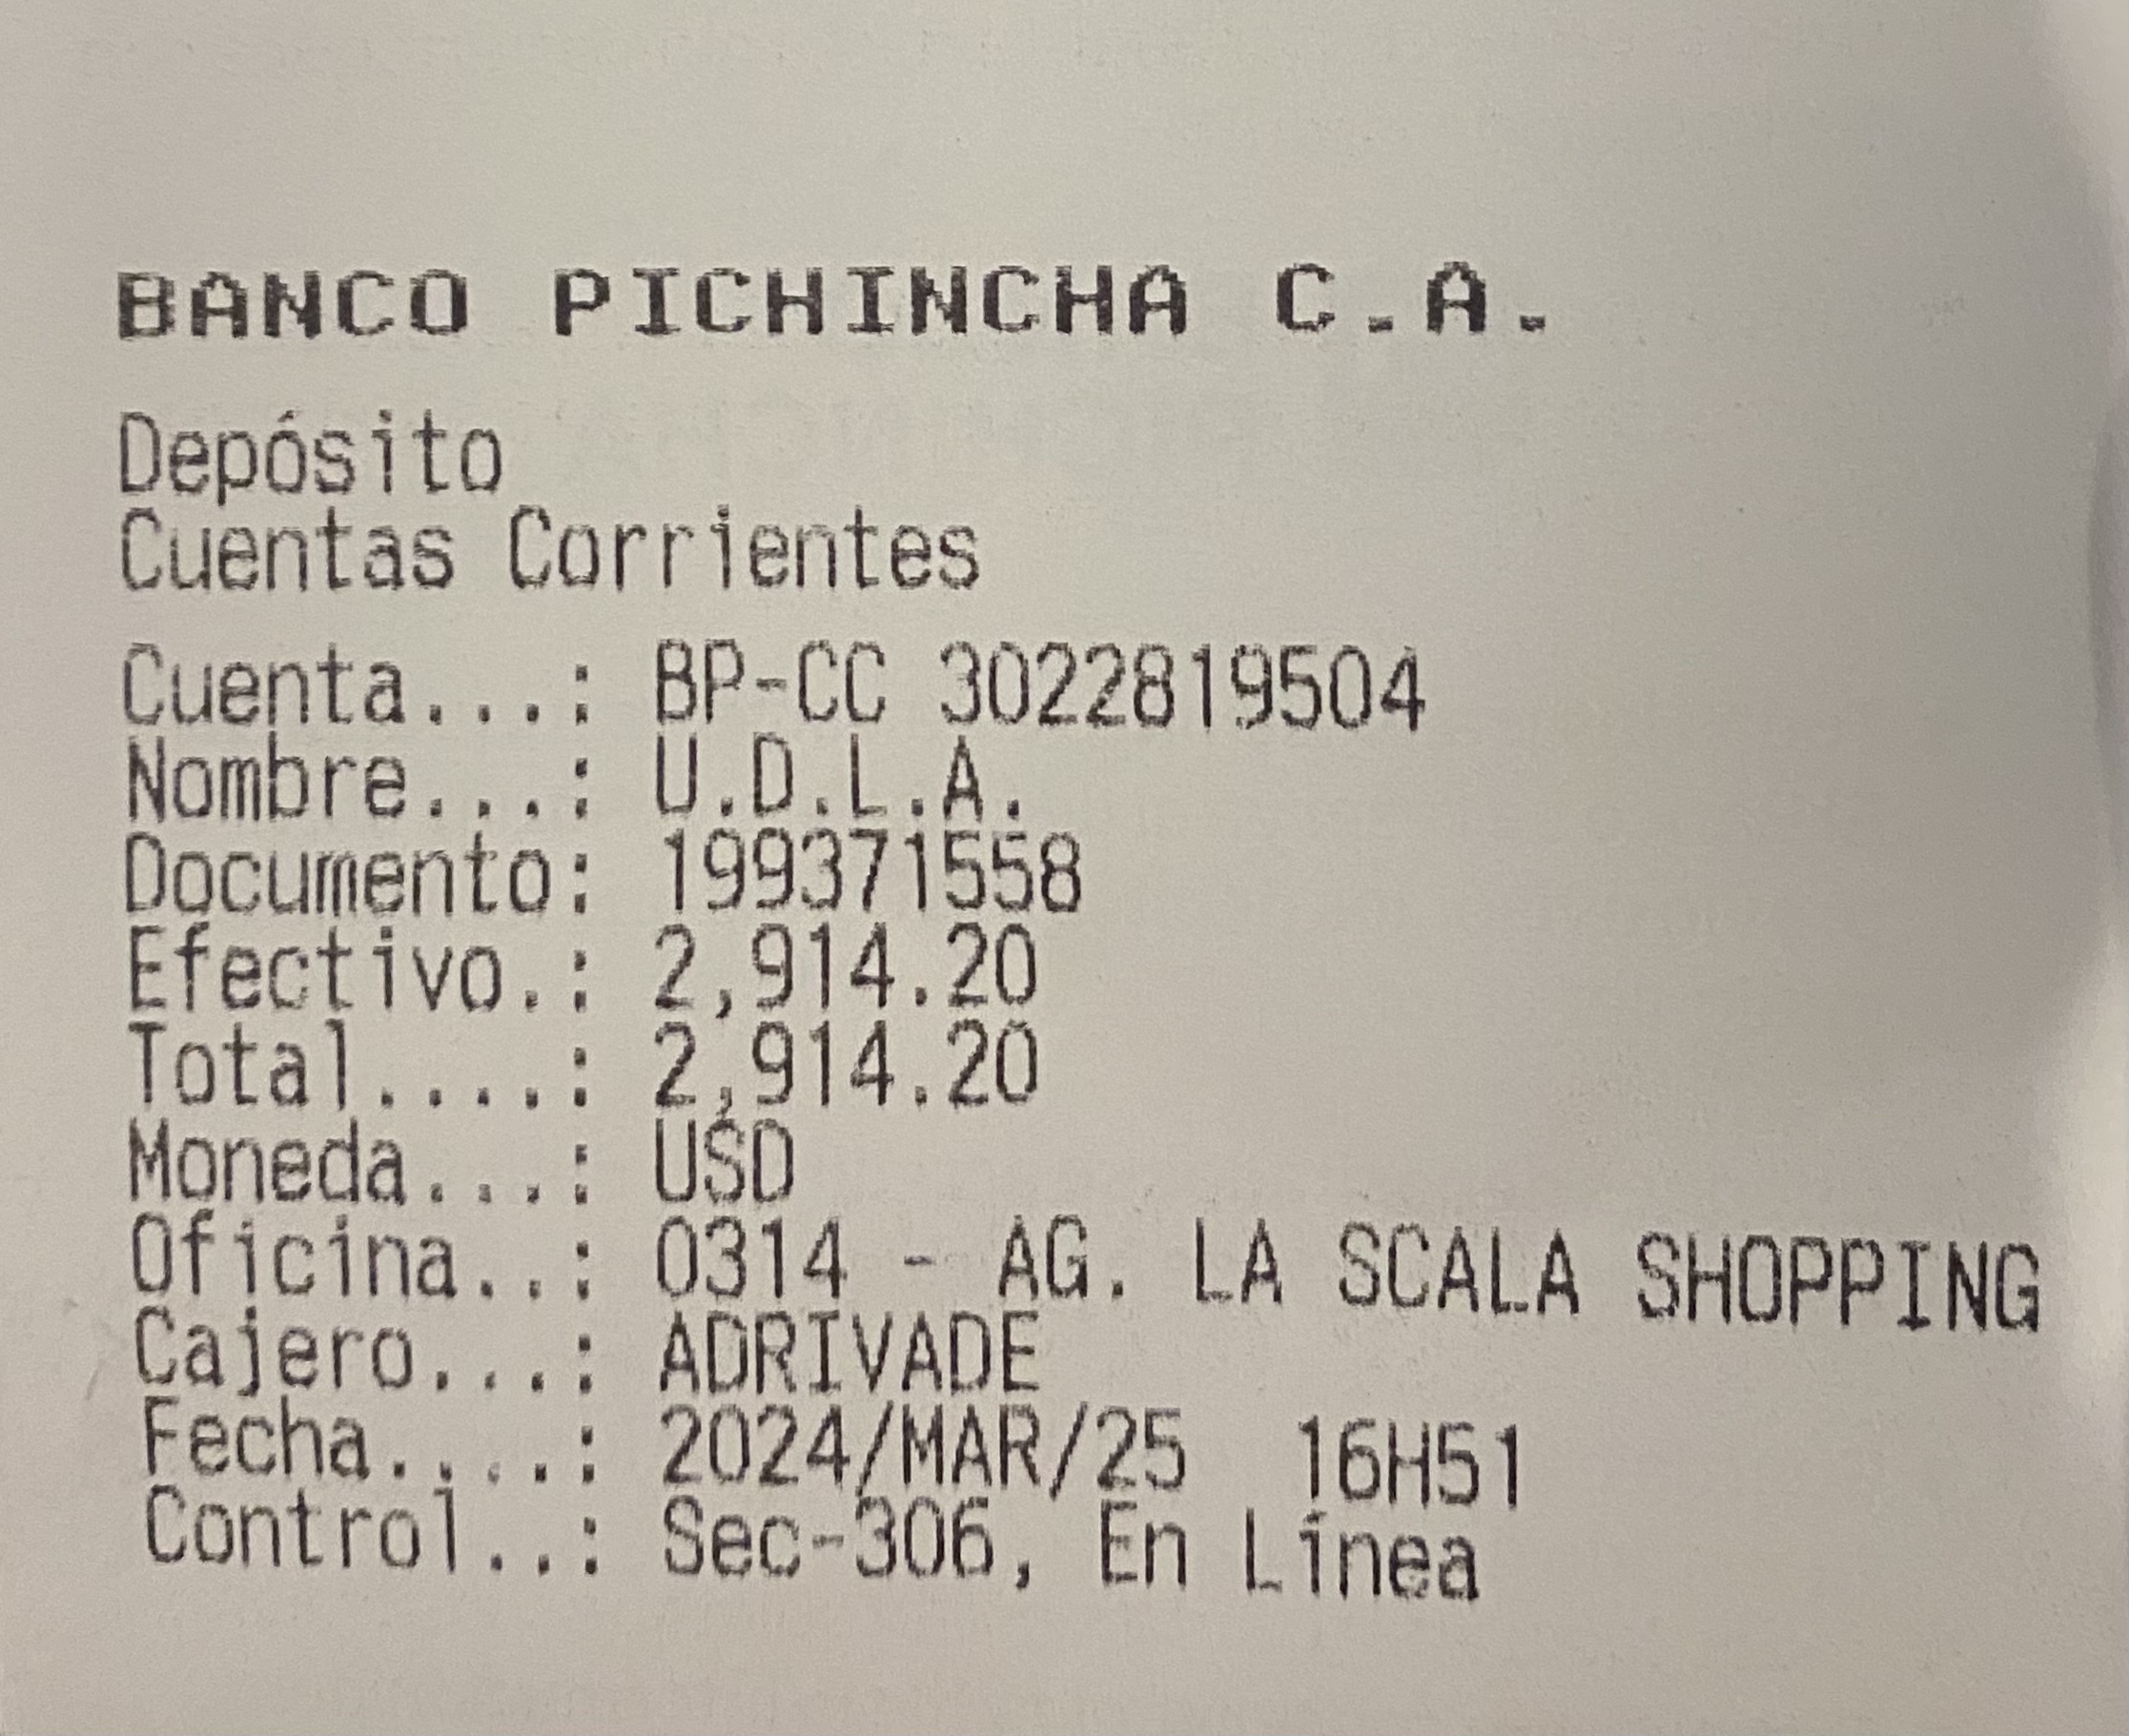 BANCO PICHINCHA C.A.
Depósito
Cuentas Corrientes
Cuenta...: BP-CC 3022819504
Nombre...: U.D.L.A.
Documento: 199371558
Efectivo.: 2,914.20
Total....: 2,914.20
Moneda...: USD
Oficina..: 0314 - AG. LA SCALA SHOPPING
Cajero...: ADRIVADE
Fecha....: 2024/MAR/25  16H51
Control..: Sec-306, En Línea